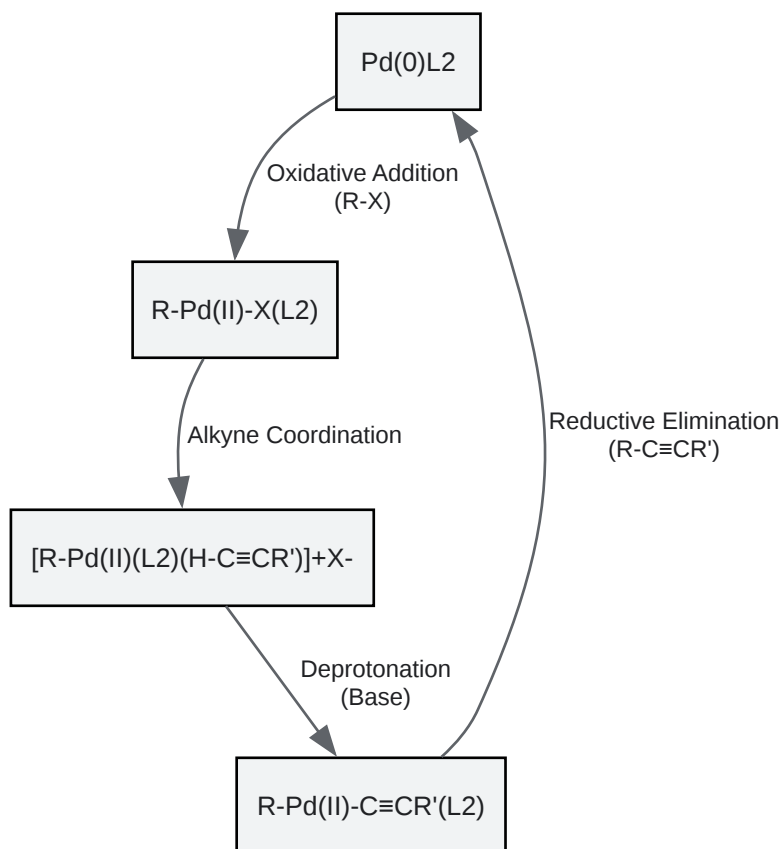 Pd(0)L2
Oxidative Addition
(R-X)
R-Pd(II)-X(L2)
Alkyne Coordination
Reductive Elimination
(R-C≡CR')
[R-Pd(II)(L2)(H-C≡CR')]+X-
Deprotonation
(Base)
R-Pd(II)-C≡CR'(L2)